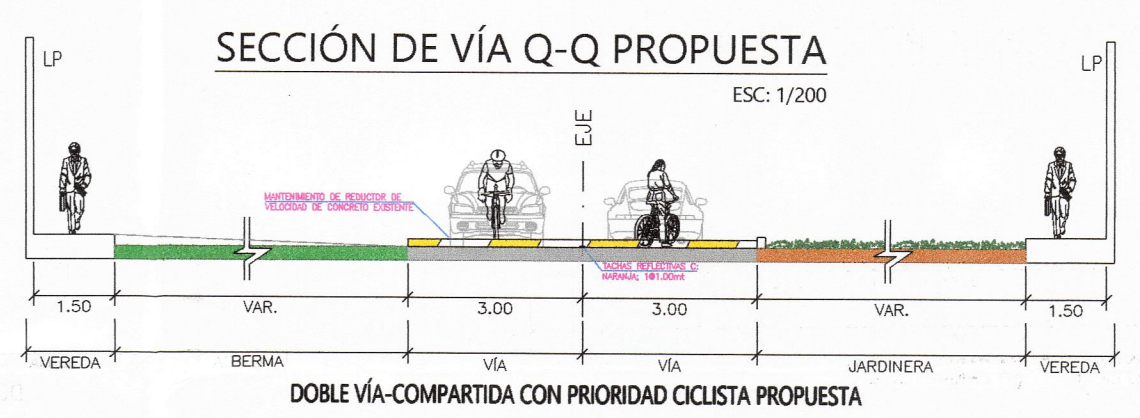 SECCIÓN DE VÍA Q-Q PROPUESTA
ESC: 1/200
LP
LP
EJE
MANTENIMIENTO DE REDUCTOR DE
VELOCIDAD DE CONCRETO EXISTENTE
TACHAS REFLECTIVAS C:
NARANJA; 1@1.00mt
1.50 VAR. 3.00 3.00 VAR. 1.50
VEREDA BERMA VÍA VÍA JARDINERA VEREDA
DOBLE VÍA-COMPARTIDA CON PRIORIDAD CICLISTA PROPUESTA